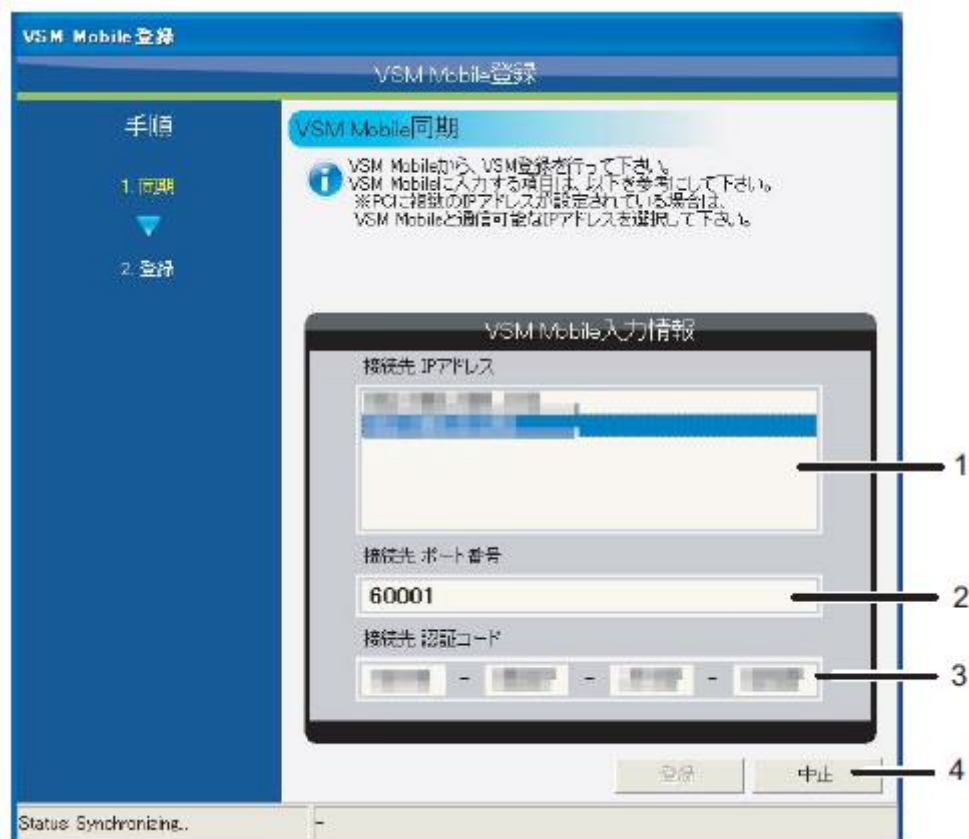 VSM Mobile登録
VSM Mobile登録
手順
1. 同期
2. 登録
VSM Mobile同期
VSM Mobileから、VSM登録を行って下さい。
VSM Mobileに入力する項目は、以下を参考にして下さい。
※PCに複数のIPアドレスが設定されている場合は、
VSM Mobileと通信可能なIPアドレスを選択して下さい。
VSM Mobile入力情報
接続先 IPアドレス
1
接続先 ポート番号
60001
2
接続先 認証コード
- - -
3
登録
中止
4
Status: Synchronizing..
-